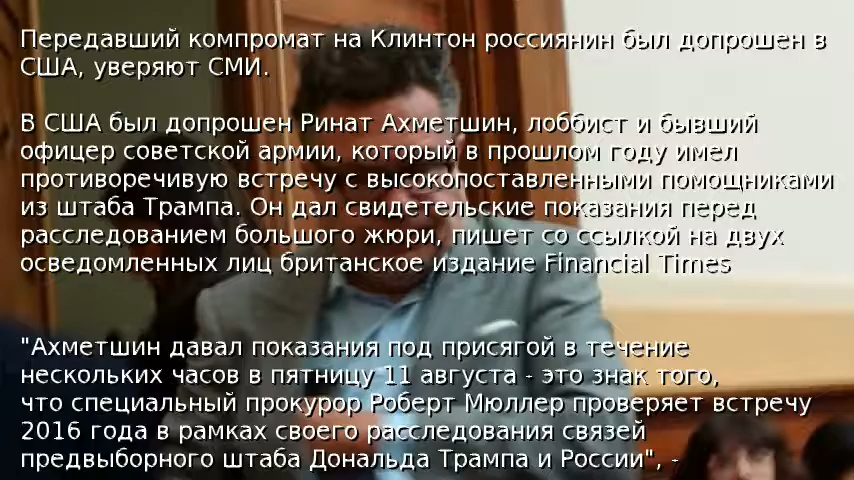 Передавший компромат на Клинтон россиянин был допрошен в
США, уверяют СМИ.
В США был допрошен Ринат Ахметшин, лоббист и бывший
офицер советской армии, который в прошлом году имел
противоречивую встречу с высокопоставленными помощниками
из штаба Трампа. Он дал свидетельские показания перед
расследованием большого жюри, пишет со ссылкой на двух
осведомленных лиц британское издание Financial Times
"Ахметшин давал показания под присягой в течение
нескольких часов в пятницу 11 августа - это знак того,
что специальный прокурор Роберт Мюллер проверяет встречу
2016 года в рамках своего расследования связей
предвыборного штаба Дональда Трампа и России", -